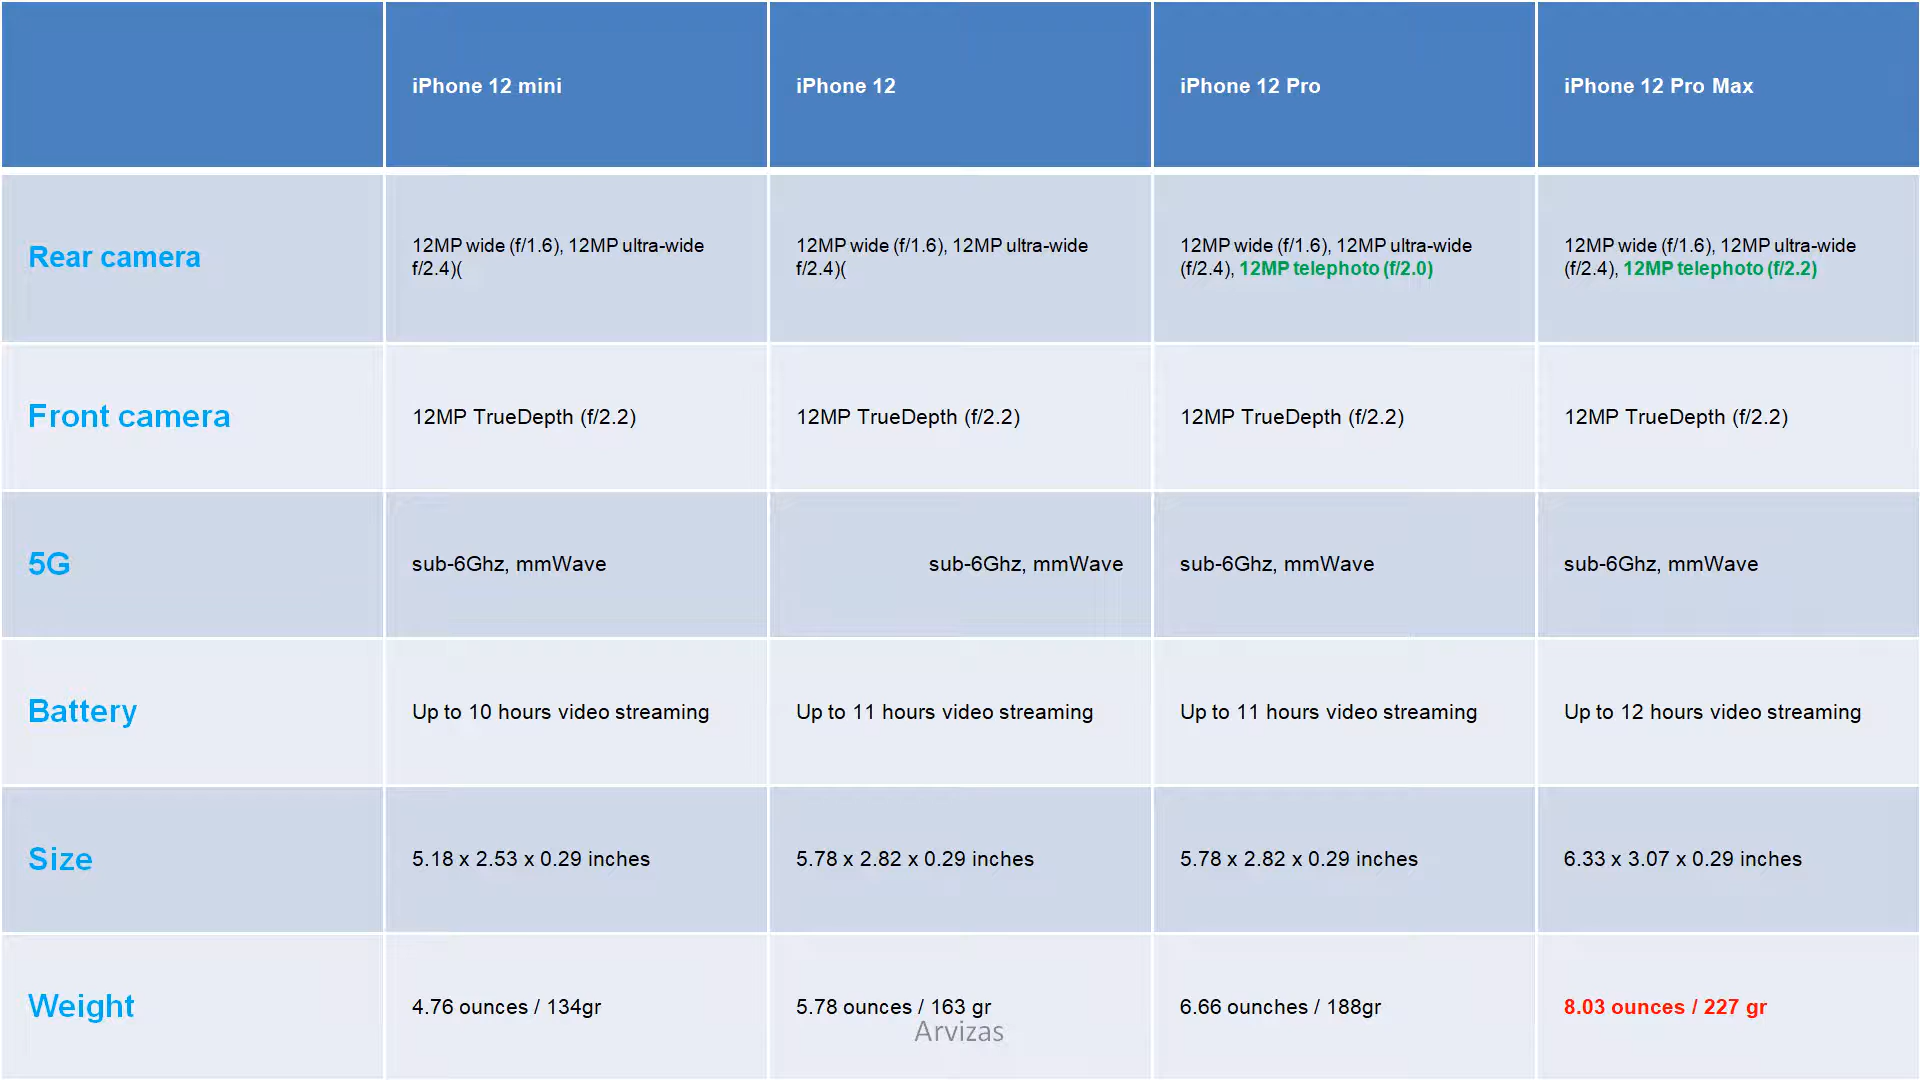 iPhone 12 mini
iPhone 12
iPhone 12 Pro
iPhone 12 Pro Max
Rear camera
12MP wide (f/1.6), 12MP ultra-wide
f/2.4)(
12MP wide (f/1.6), 12MP ultra-wide
f/2.4)(
12MP wide (f/1.6), 12MP ultra-wide
(f/2.4), 12MP telephoto (f/2.0)
12MP wide (f/1.6), 12MP ultra-wide
(f/2.4), 12MP telephoto (f/2.2)
Front camera
12MP TrueDepth (f/2.2)
12MP TrueDepth (f/2.2)
12MP TrueDepth (f/2.2)
12MP TrueDepth (f/2.2)
5G
sub-6Ghz, mmWave
sub-6Ghz, mmWave
sub-6Ghz, mmWave
sub-6Ghz, mmWave
Battery
Up to 10 hours video streaming
Up to 11 hours video streaming
Up to 11 hours video streaming
Up to 12 hours video streaming
Size
5.18 x 2.53 x 0.29 inches
5.78 x 2.82 x 0.29 inches
5.78 x 2.82 x 0.29 inches
6.33 x 3.07 x 0.29 inches
Weight
4.76 ounces / 134gr
5.78 ounces / 163 gr
6.66 ounches / 188gr
8.03 ounces / 227 gr
Arvizas